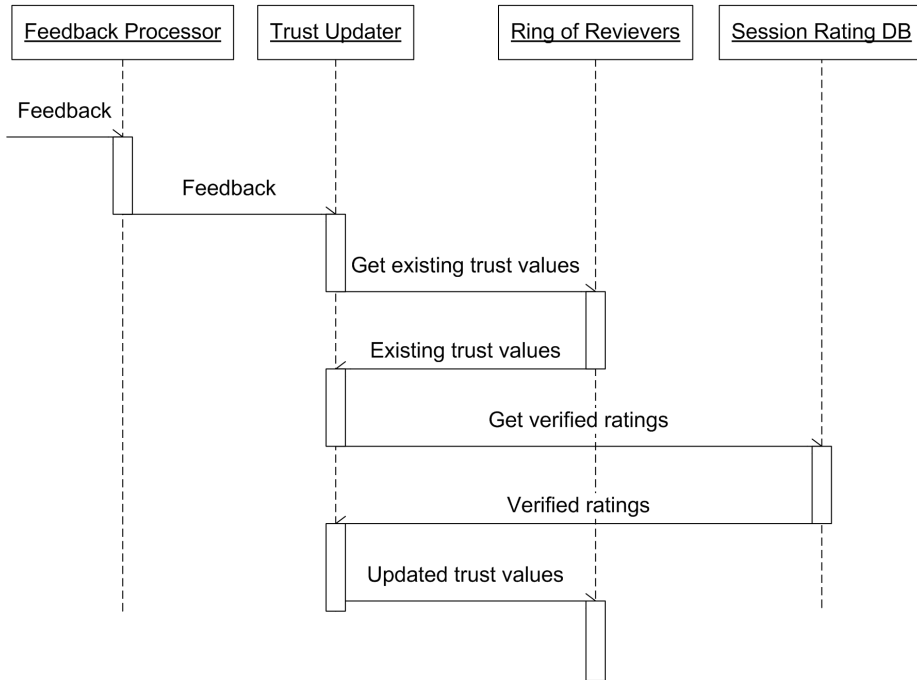 Feedback Processor
Trust Updater
Ring of Revievers
Session Rating DB
Feedback
Feedback
Get existing trust values
Existing trust values
Get verified ratings
Verified ratings
Updated trust values